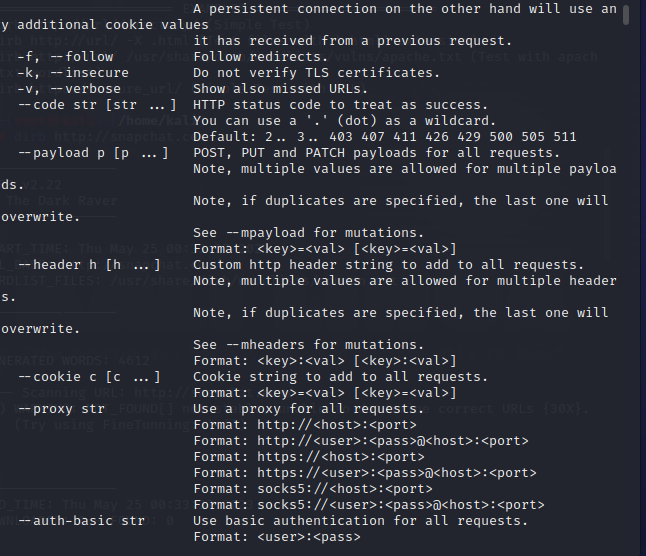 A persistent connection on the other hand will use an
y additional cookie values
it has received from a previous request.
-f, --follow Follow redirects.
-k, --insecure Do not verify TLS certificates.
-v, --verbose Show also missed URLs.
--code str [str ...] HTTP status code to treat as success.
You can use a '.' (dot) as a wildcard.
Default: 2.. 3.. 403 407 411 426 429 500 505 511
--payload p [p ...] POST, PUT and PATCH payloads for all requests.
Note, multiple values are allowed for multiple payloa
ds.
Note, if duplicates are specified, the last one will
overwrite.
See --mpayload for mutations.
Format: <key>=<val> [<key>=<val>]
--header h [h ...] Custom http header string to add to all requests.
Note, multiple values are allowed for multiple header
s.
Note, if duplicates are specified, the last one will
overwrite.
See --mheaders for mutations.
Format: <key>:<val> [<key>:<val>]
--cookie c [c ...] Cookie string to add to all requests.
Format: <key>=<val> [<key>=<val>]
--proxy str Use a proxy for all requests.
Format: http://<host>:<port>
Format: http://<user>:<pass>@<host>:<port>
Format: https://<host>:<port>
Format: https://<user>:<pass>@<host>:<port>
Format: socks5://<host>:<port>
Format: socks5://<user>:<pass>@<host>:<port>
--auth-basic str Use basic authentication for all requests.
Format: <user>:<pass>